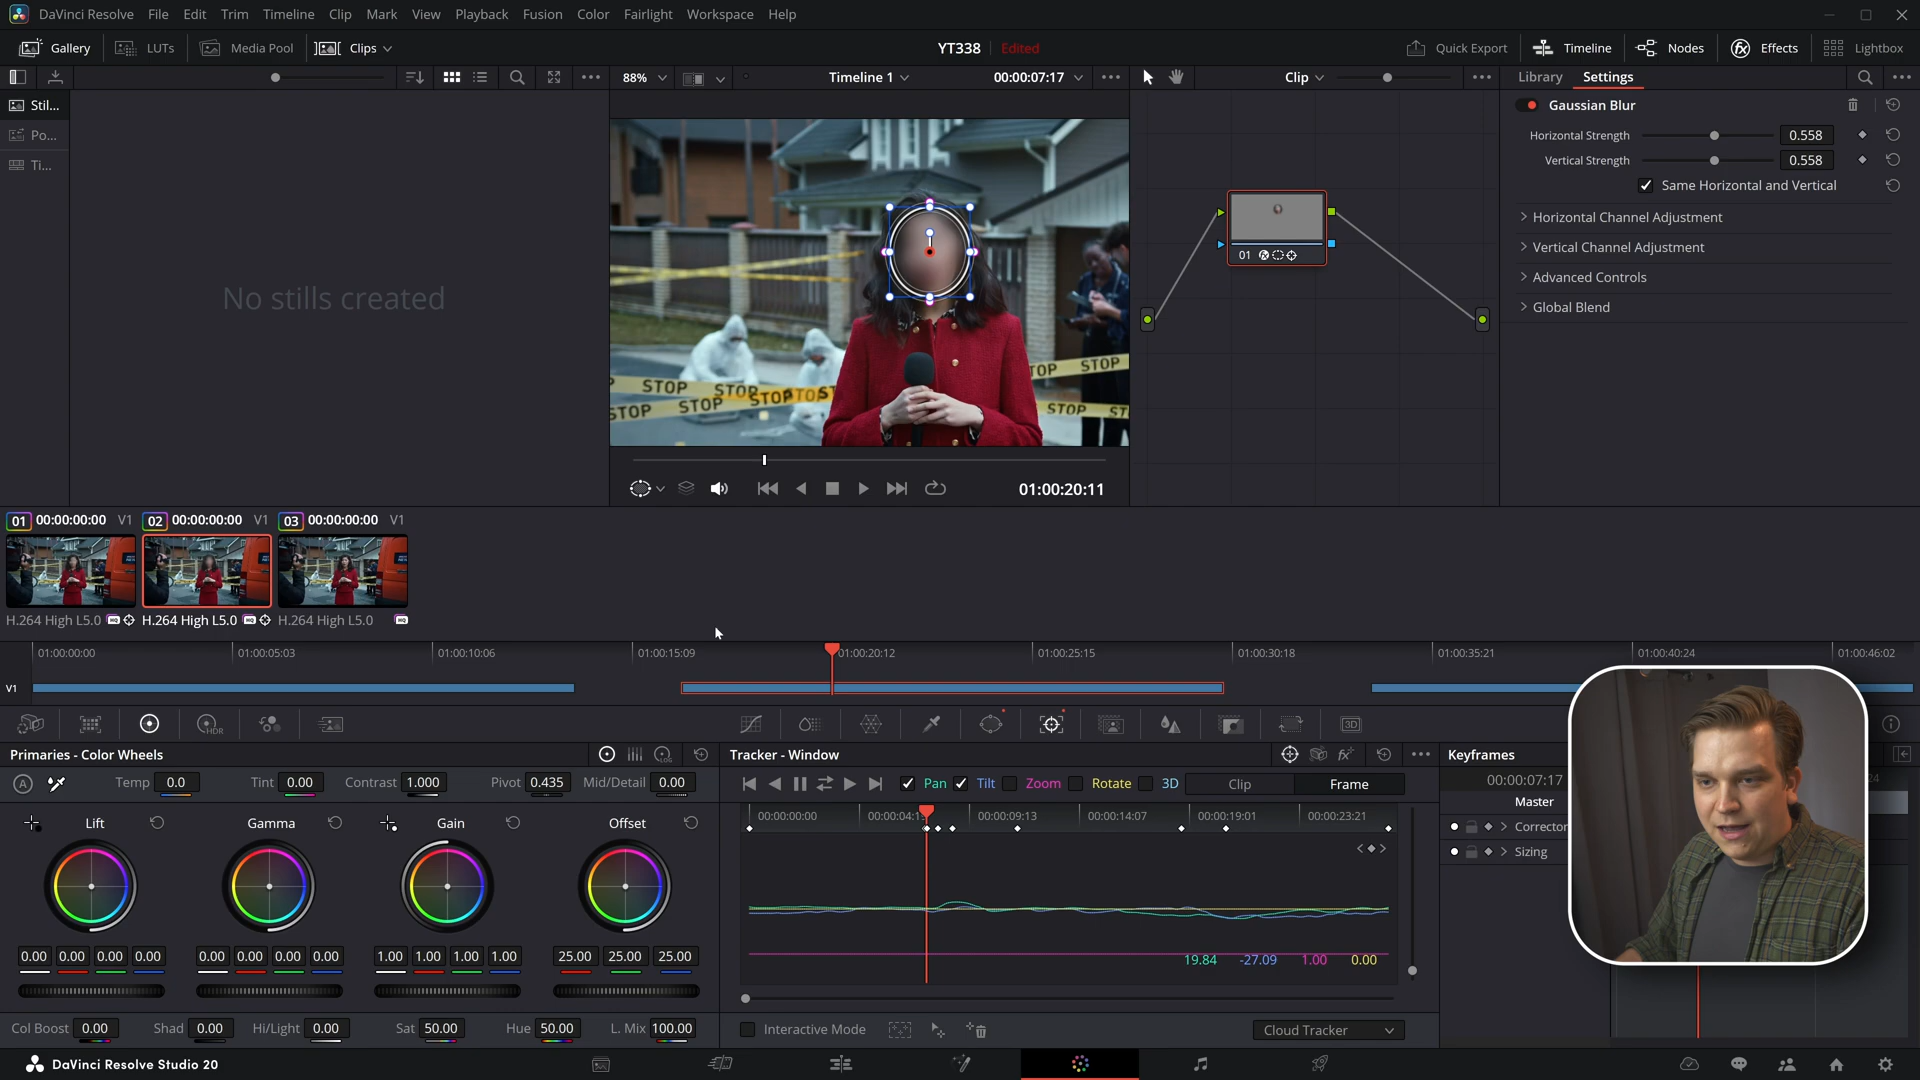 DaVinci Resolve File Edit Trim Timeline Clip Mark View Playback Fusion Color Fairlight Workspace Help
Gallery LUTs Media Pool Clips YT338 Edited Quick Export Timeline Nodes Effects Lightbox
88% Timeline 1 00:00:07:17 Clip Library Settings
Stil...
Po...
Ti...
No stills created
Gaussian Blur
Horizontal Strength 0.558
Vertical Strength 0.558
Same Horizontal and Vertical
Horizontal Channel Adjustment
Vertical Channel Adjustment
Advanced Controls
Global Blend
01
STOP STOP STOP
STOP STOP
01:00:20:11
01 00:00:00:00 V1 02 00:00:00:00 V1 03 00:00:00:00 V1
H.264 High L5.0 H.264 High L5.0 H.264 High L5.0
01:00:00:00 01:00:05:03 01:00:10:06 01:00:15:09 01:00:20:12 01:00:25:15 01:00:30:18 01:00:35:21 01:00:40:24 01:00:46:02
V1
HDR 3D
Primaries - Color Wheels Tracker - Window Keyframes
Temp 0.0 Tint 0.00 Contrast 1.000 Pivot 0.435 Mid/Detail 0.00 Pan Tilt Zoom Rotate 3D Clip Frame 00:00:07:17
Master
Lift Gamma Gain Offset
00:00:00:00 00:00:09:13 00:00:14:07 00:00:19:01 00:00:23:21
Corrector
Sizing
0.00 0.00 0.00 0.00 0.00 0.00 0.00 0.00 1.00 1.00 1.00 1.00 25.00 25.00 25.00
19.84 -27.09 1.00 0.00
Col Boost 0.00 Shad 0.00 Hi/Light 0.00 Sat 50.00 Hue 50.00 L. Mix 100.00 Interactive Mode Cloud Tracker
DaVinci Resolve Studio 20